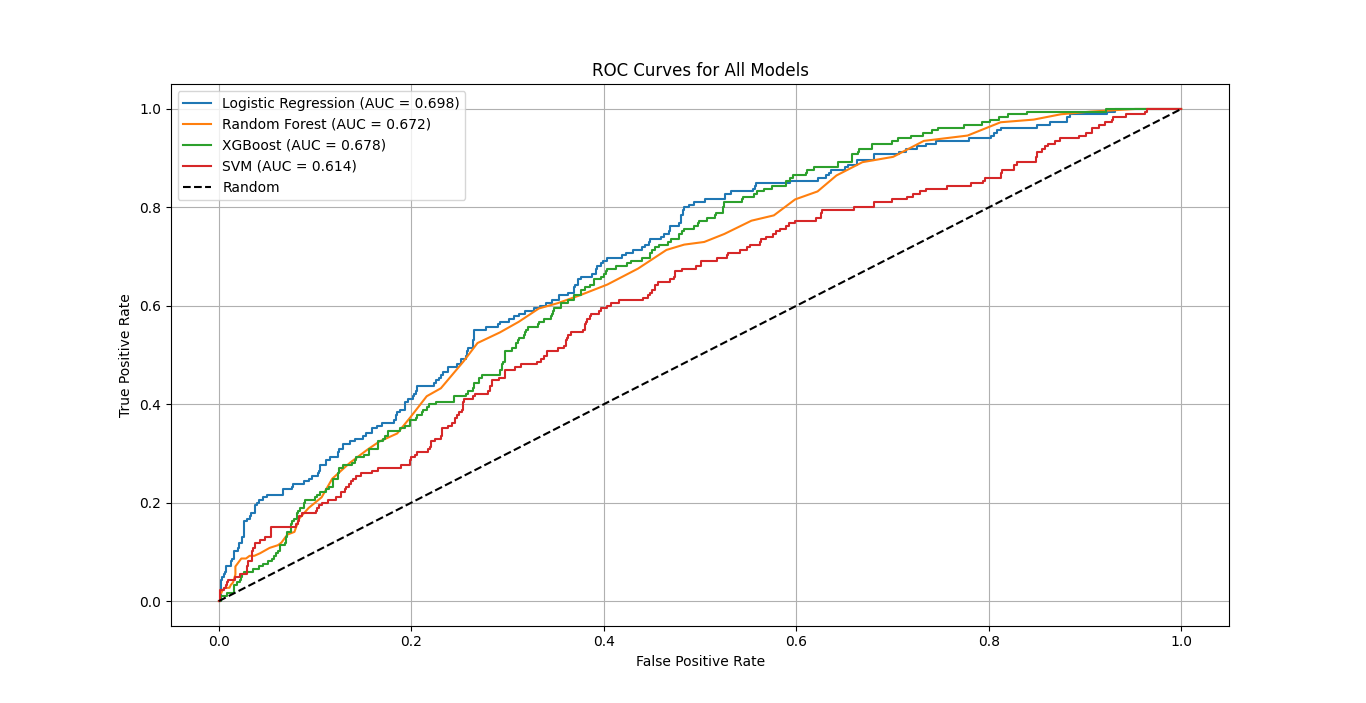 ROC Curves for All Models
Logistic Regression (AUC = 0.698)
Random Forest (AUC = 0.672)
XGBoost (AUC = 0.678)
SVM (AUC = 0.614)
Random
True Positive Rate
1.0
0.8
0.6
0.4
0.2
0.0
0.0 0.2 0.4 0.6 0.8 1.0
False Positive Rate